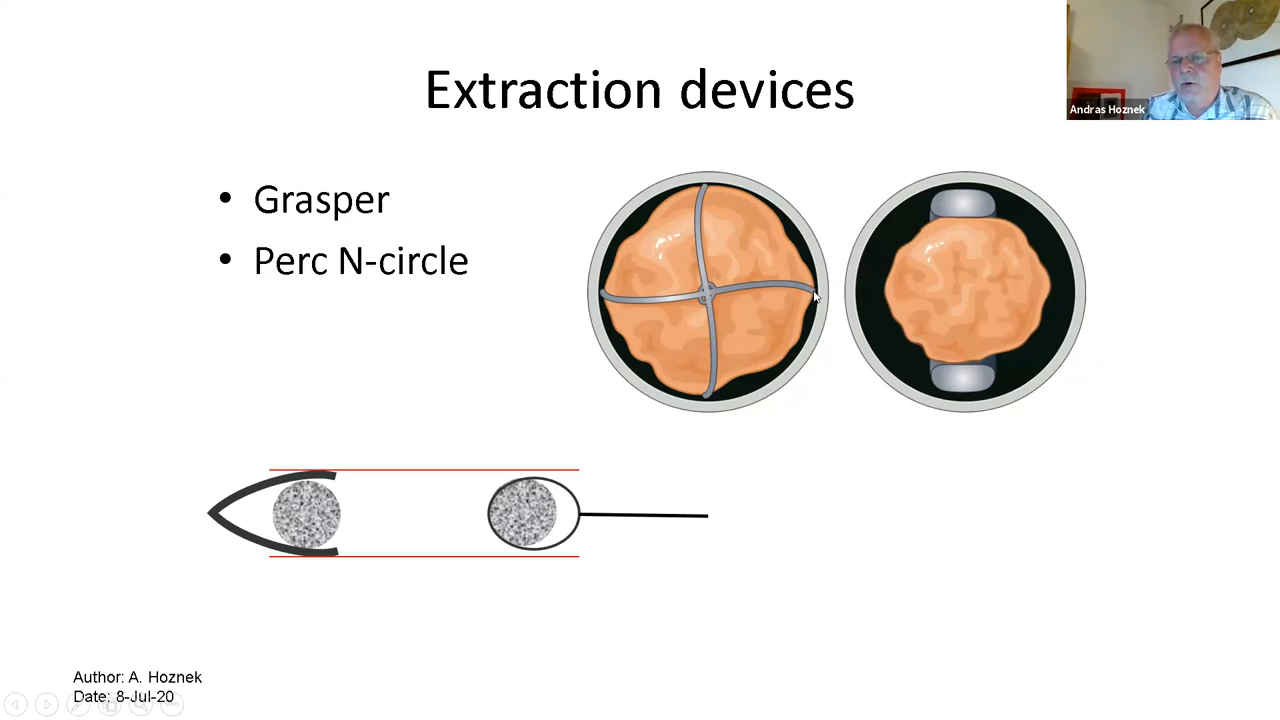 Extraction devices
Andras Hoznek
• Grasper
• Perc N-circle
Author: A. Hoznek
Date: 8-Jul-20